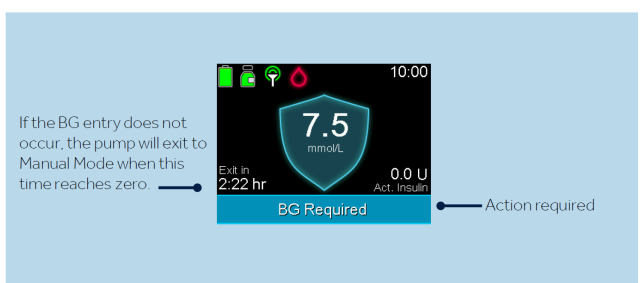 10:00
If the BG entry does not
occur, the pump will exit to
Manual Mode when this
time reaches zero.
7.5
mmol/L
Exit in
2:22 hr
0.0 U
Act. Insulin
BG Required
Action required